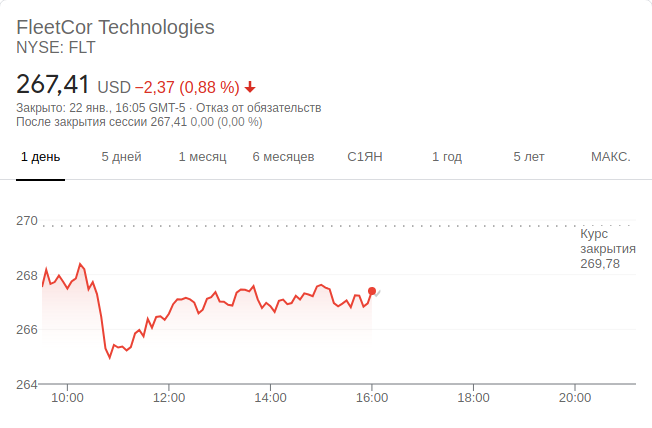 FleetCor Technologies
NYSE: FLT
267,41 USD −2,37 (0,88 %)
Закрыто: 22 янв., 16:05 GMT-5 · Отказ от обязательств
После закрытия сессии 267,41 0,00 (0,00 %)
1 день 5 дней 1 месяц 6 месяцев С1ЯН 1 год 5 лет МАКС.
270
Курс
закрытия
269,78
268
266
264
10:00 12:00 14:00 16:00 18:00 20:00